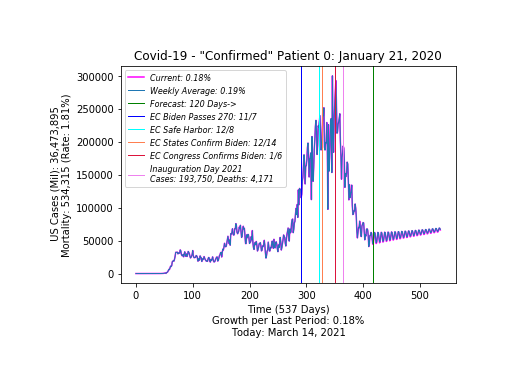 Covid-19 - "Confirmed" Patient 0: January 21, 2020
Current: 0.18%
Weekly Average: 0.19%
Forecast: 120 Days->
EC Biden Passes 270: 11/7
EC Safe Harbor: 12/8
EC States Confirm Biden: 12/14
EC Congress Confirms Biden: 1/6
Inauguration Day 2021
Cases: 193,750, Deaths: 4,171
300000
250000
200000
150000
100000
50000
0
US Cases (Mil): 36,473,895
Mortality: 534,315 (Rate: 1.81%)
0
100
200
300
400
500
Time (537 Days)
Growth per Last Period: 0.18%
Today: March 14, 2021